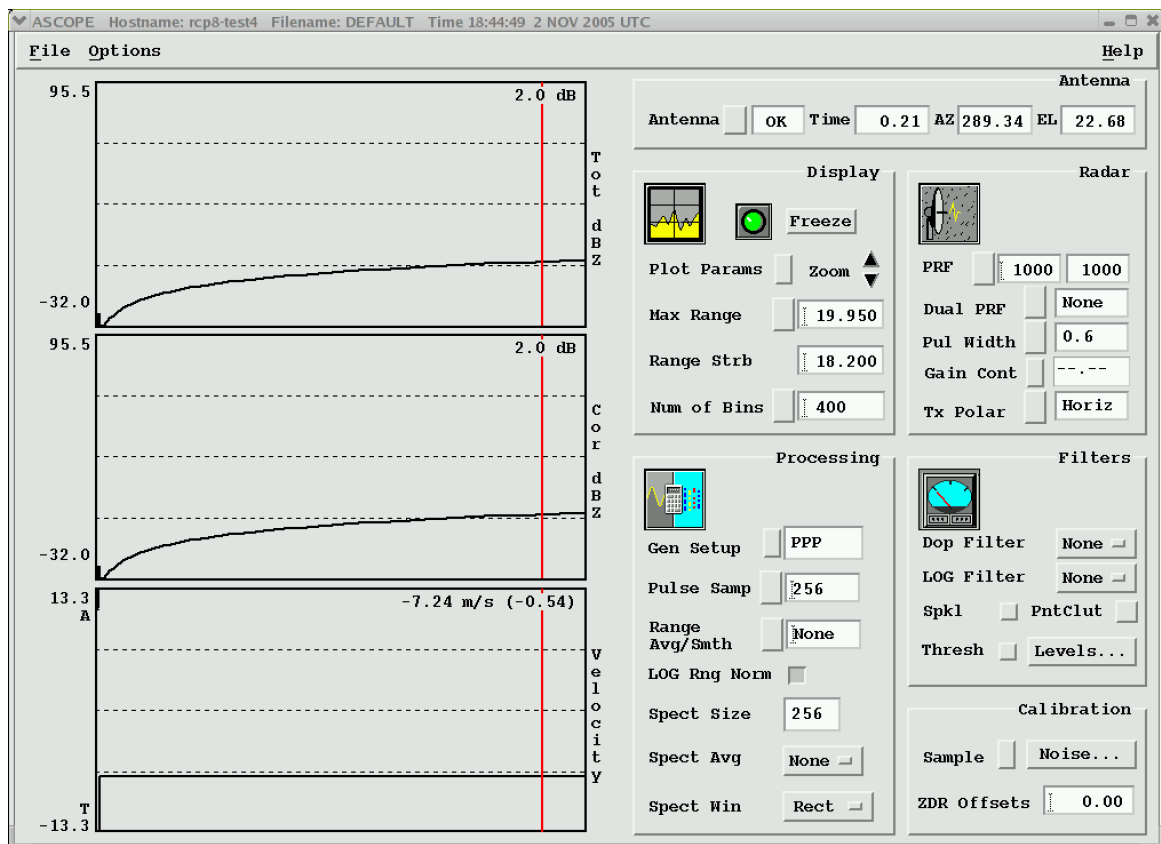 ASCOPE Hostname: rcp8-test4 Filename: DEFAULT Time 18:44:49 2 NOV 2005 UTC
File Options Help
95.5
2.0 dB
Tot dBZ
-32.0
95.5
2.0 dB
Cor dBZ
-32.0
13.3
A
-7.24 m/s (-0.54)
Velocity
T
-13.3
Antenna
Antenna OK Time 0.21 AZ 289.34 EL 22.68
Display
Freeze
Plot Params Zoom
Max Range 19.950
Range Strb 18.200
Num of Bins 400
Radar
PRF 1000 1000
Dual PRF None
Pul Width 0.6
Gain Cont --.--
Tx Polar Horiz
Processing
Gen Setup PPP
Pulse Samp 256
Range
Avg/Smth None
LOG Rng Norm
Spect Size 256
Spect Avg None
Spect Win Rect
Filters
Dop Filter None
LOG Filter None
Spkl PntClut
Thresh Levels...
Calibration
Sample Noise...
ZDR Offsets 0.00